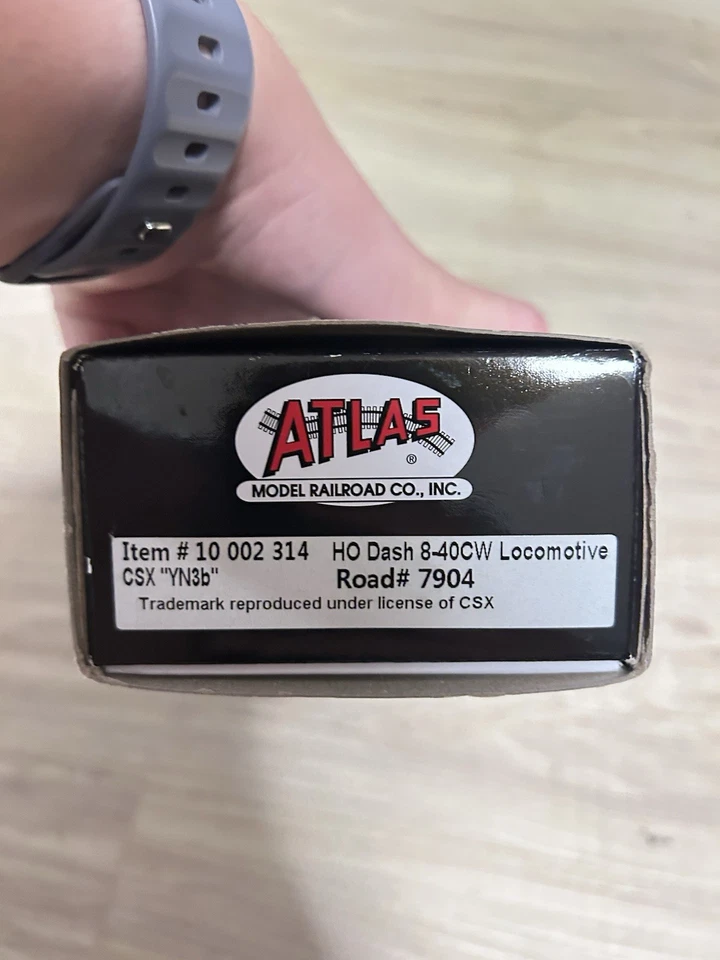 ATLAS
®
MODEL RAILROAD CO., INC.
Item # 10 002 314 HO Dash 8-40CW Locomotive
CSX "YN3b" Road# 7904
Trademark reproduced under license of CSX